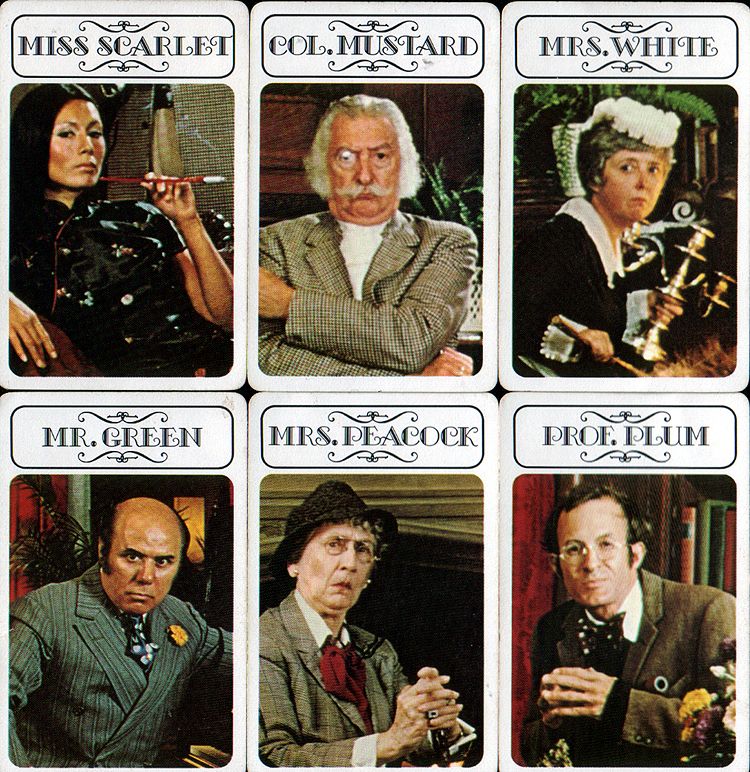 MISS SCARLET
COL. MUSTARD
MRS. WHITE
MR. GREEN
MRS. PEACOCK
PROF. PLUM